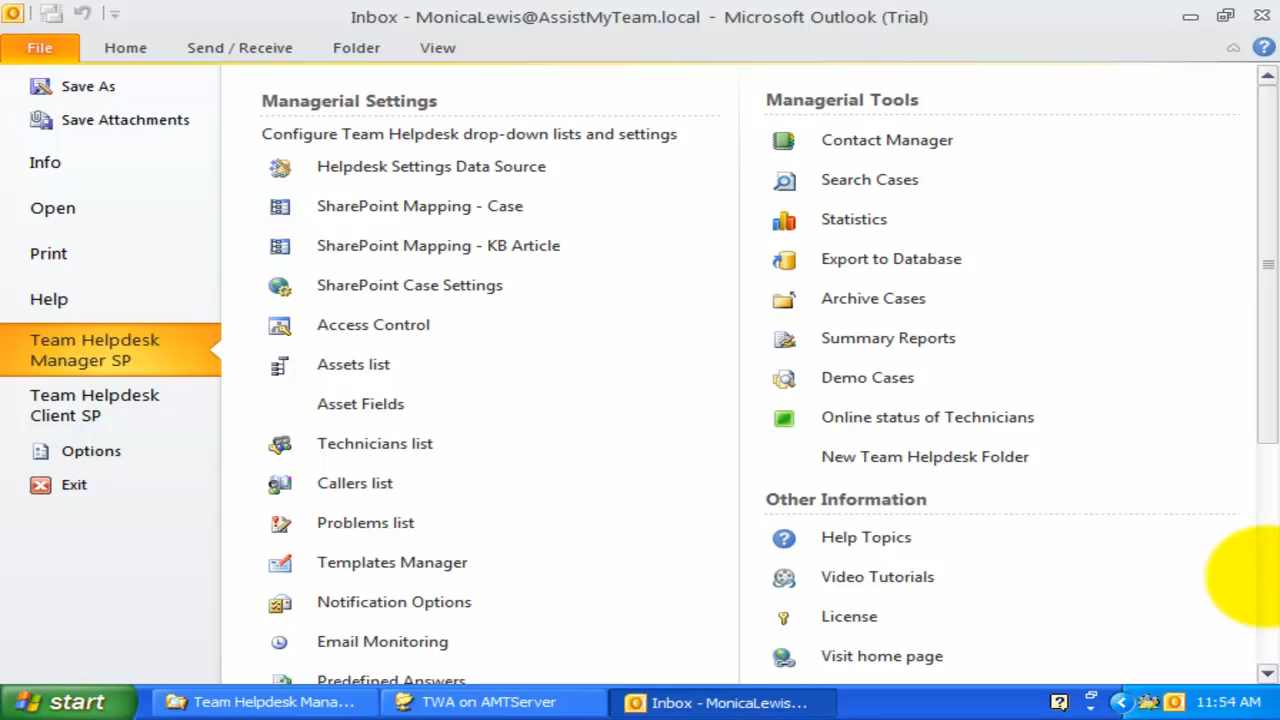 Inbox - MonicaLewis@AssistMyTeam.local - Microsoft Outlook (Trial)
File Home Send / Receive Folder View
Save As
Save Attachments
Info
Open
Print
Help
Team Helpdesk
Manager SP
Team Helpdesk
Client SP
Options
Exit
Managerial Settings
Configure Team Helpdesk drop-down lists and settings
Helpdesk Settings Data Source
SharePoint Mapping - Case
SharePoint Mapping - KB Article
SharePoint Case Settings
Access Control
Assets list
Asset Fields
Technicians list
Callers list
Problems list
Templates Manager
Notification Options
Email Monitoring
Predefined Answers
Managerial Tools
Contact Manager
Search Cases
Statistics
Export to Database
Archive Cases
Summary Reports
Demo Cases
Online status of Technicians
New Team Helpdesk Folder
Other Information
Help Topics
Video Tutorials
License
Visit home page
start Team Helpdesk Mana... TWA on AMTServer Inbox - MonicaLewis... 11:54 AM